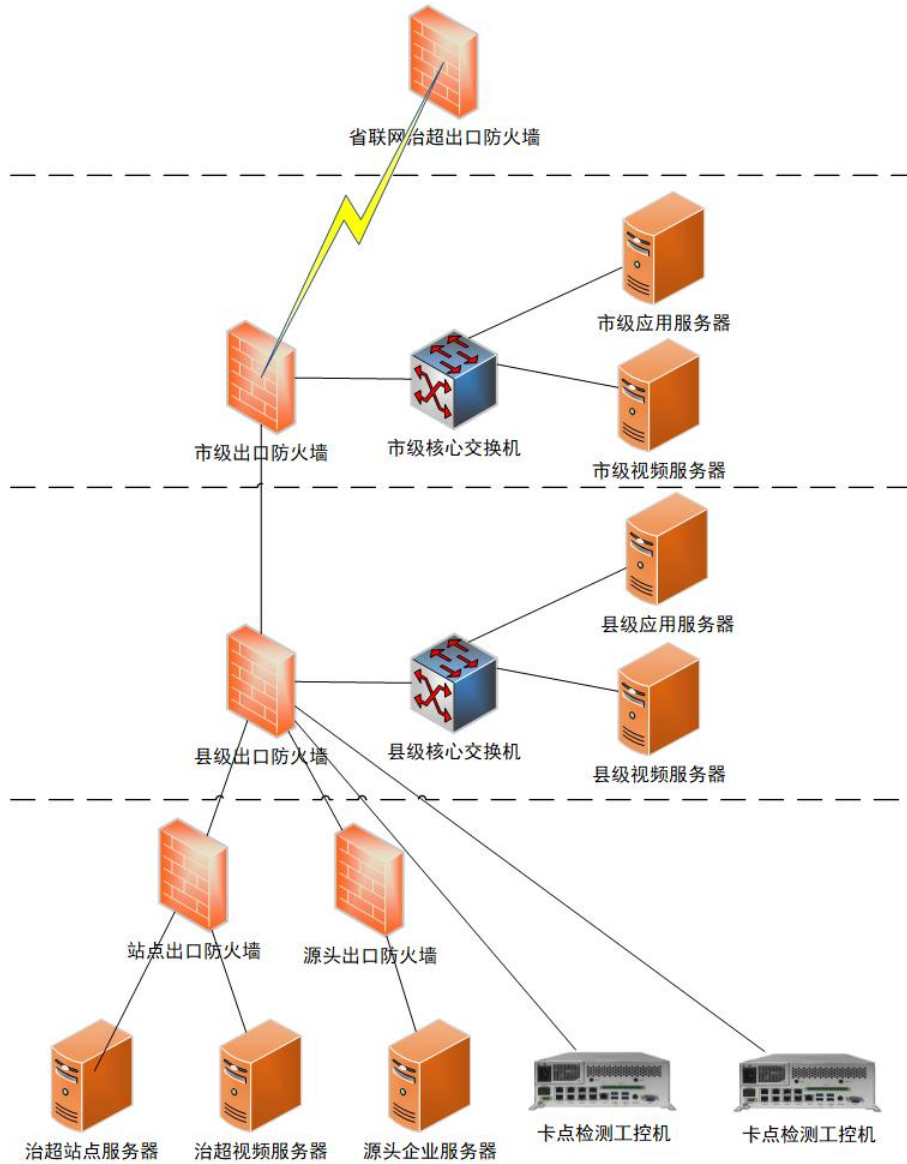 省联网治超出口防火墙
市级应用服务器
市级出口防火墙
市级核心交换机
市级视频服务器
县级应用服务器
县级出口防火墙
县级核心交换机
县级视频服务器
站点出口防火墙
源头出口防火墙
治超站点服务器
治超视频服务器
源头企业服务器
卡点检测工控机
卡点检测工控机